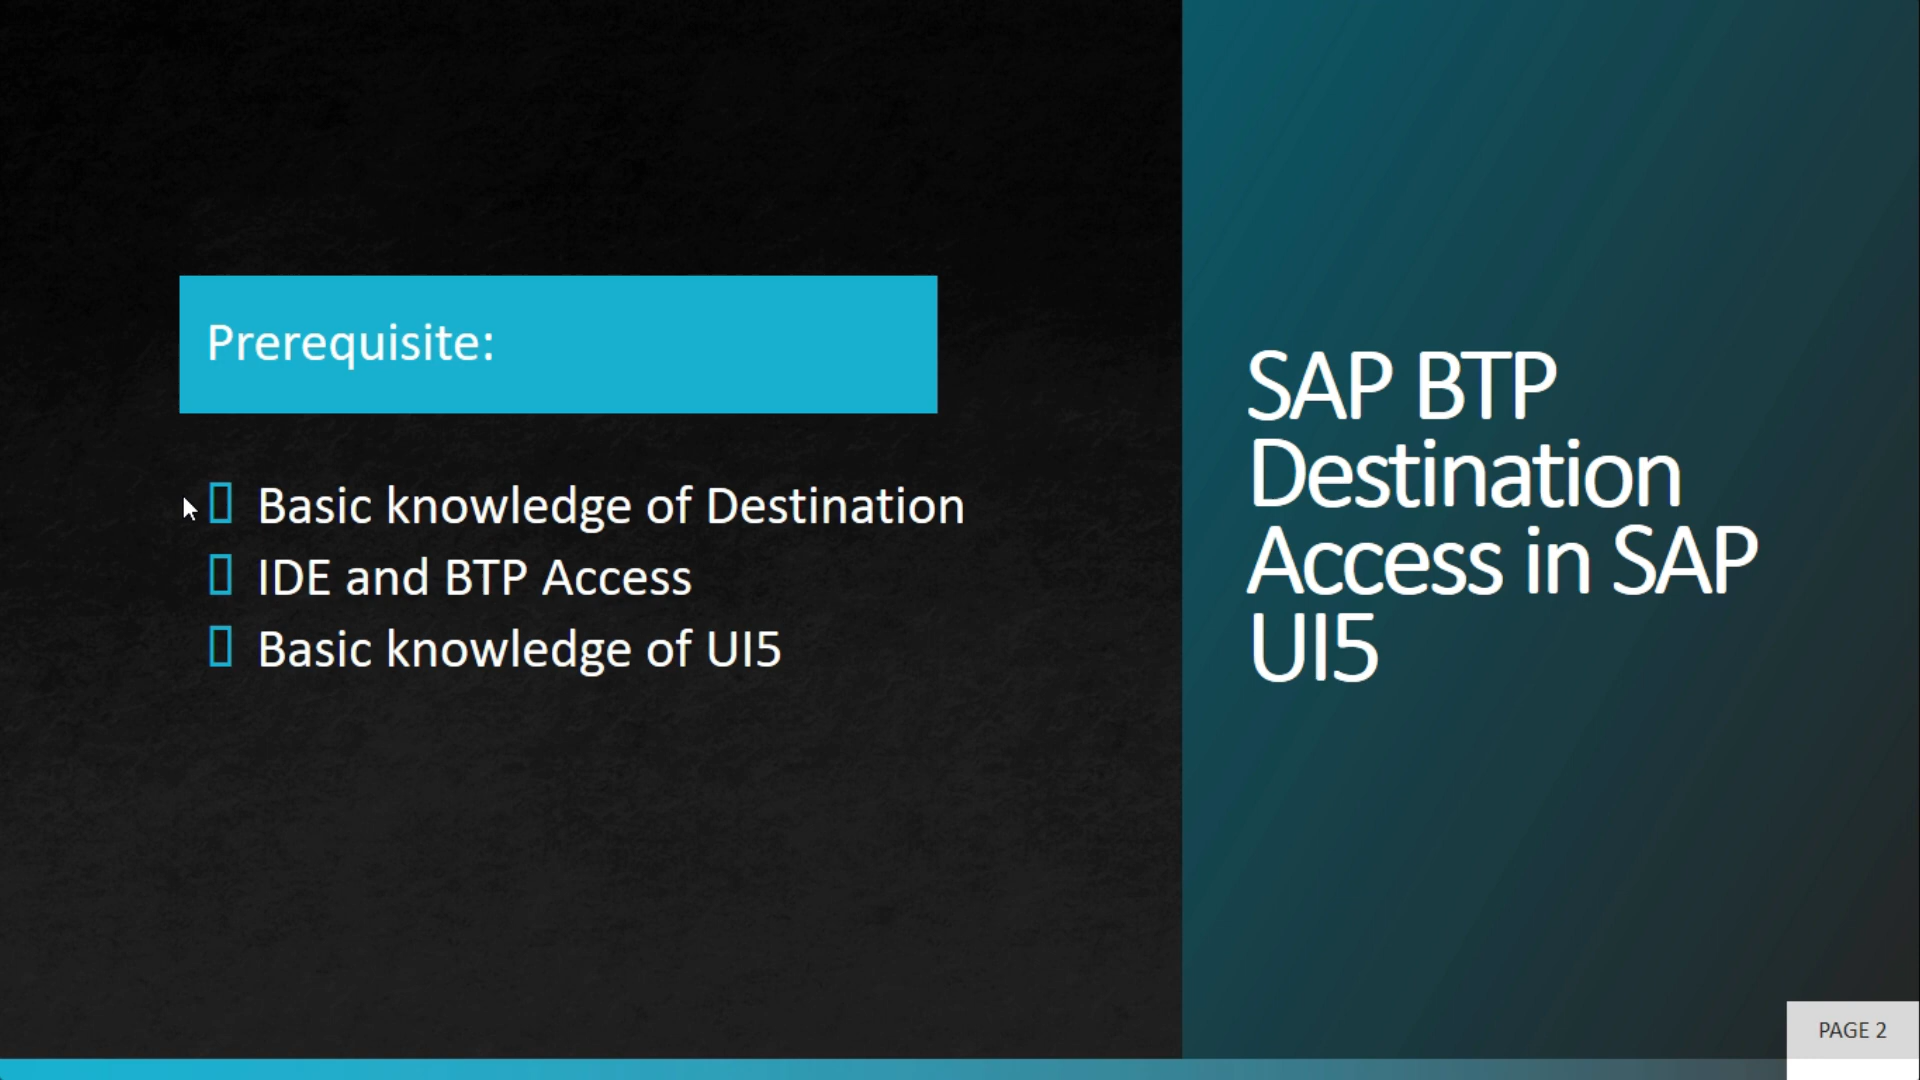 Prerequisite:
Basic knowledge of Destination
IDE and BTP Access
Basic knowledge of UI5
SAP BTP
Destination
Access in SAP
UI5
PAGE 2